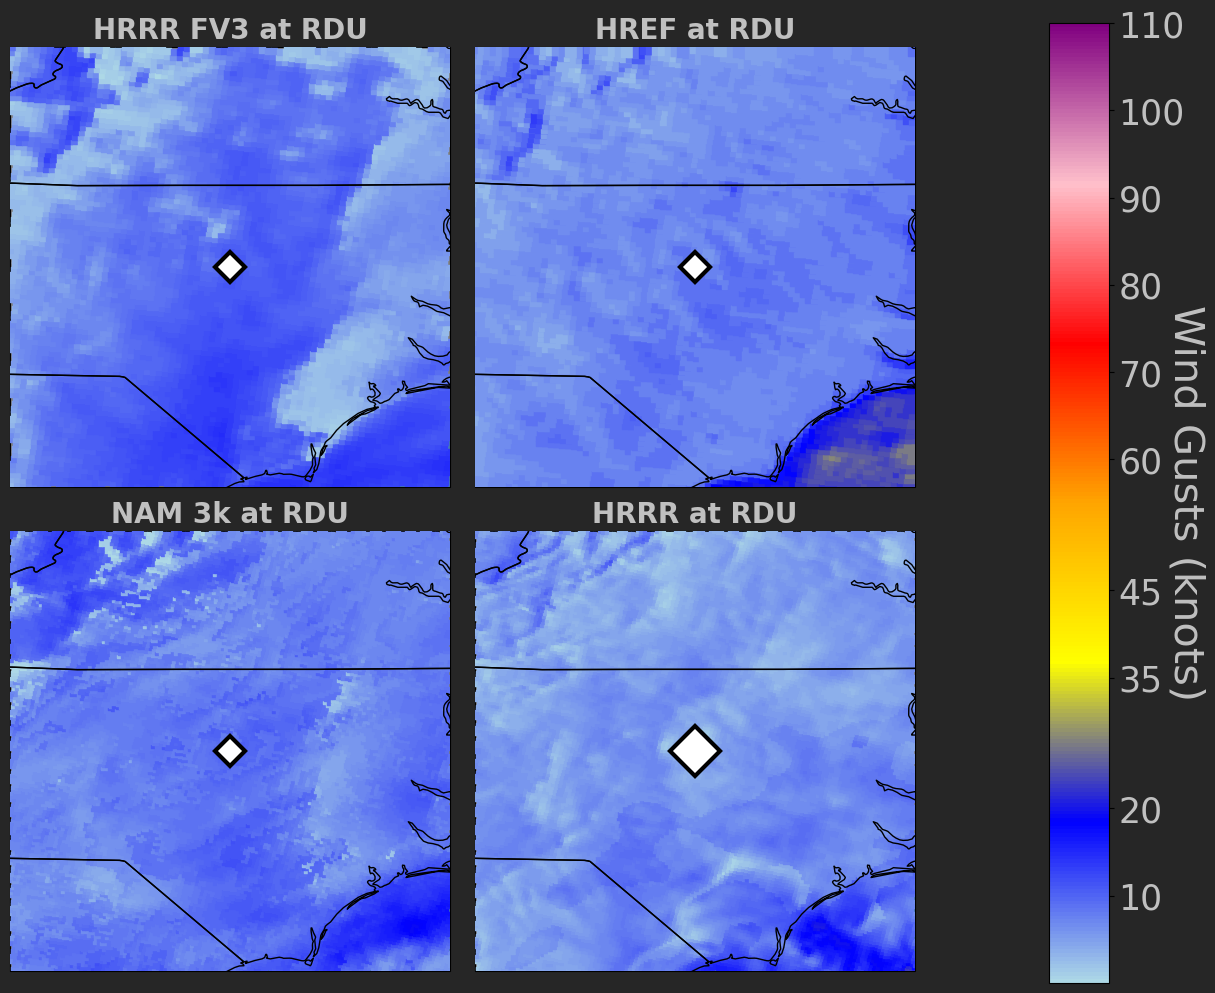 HRRR FV3 at RDU
HREF at RDU
NAM 3k at RDU
HRRR at RDU
110
100
90
80
70
60
45
35
20
10
Wind Gusts (knots)